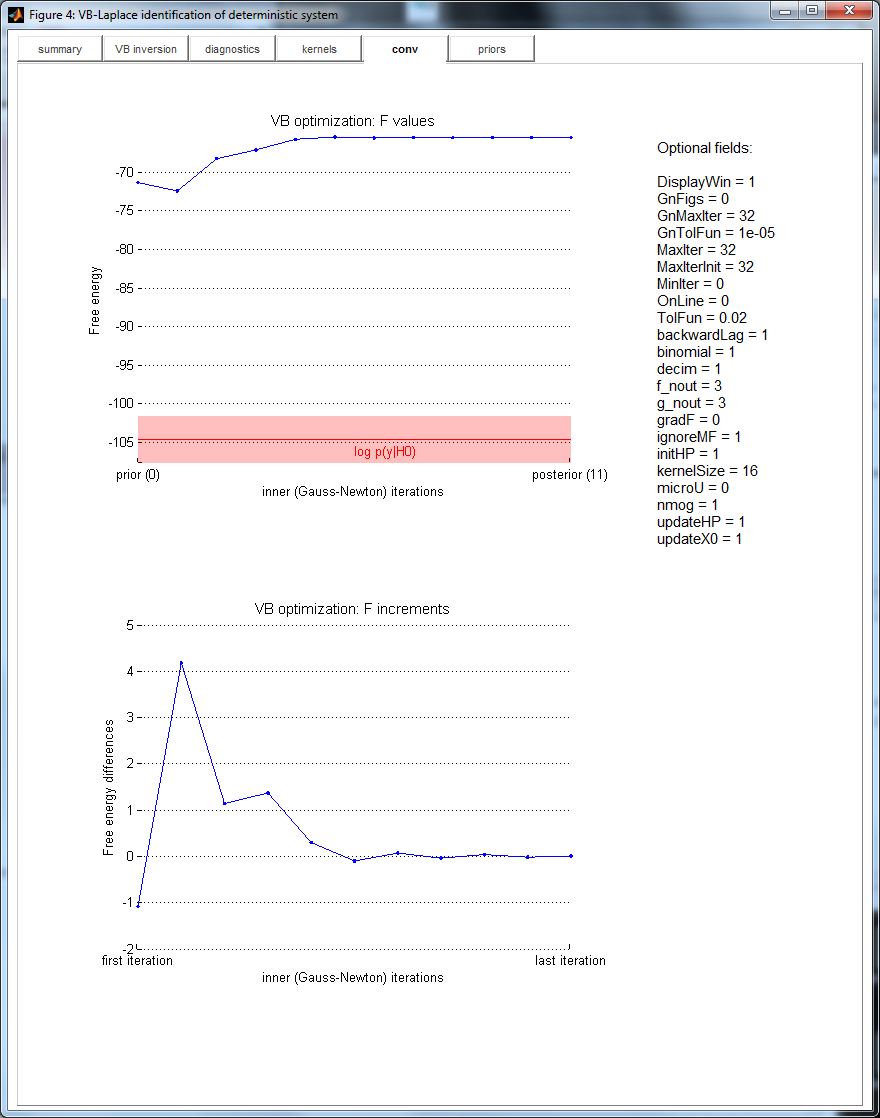 Figure 4: VB-Laplace identification of deterministic system
summary VB inversion diagnostics kernels conv priors
VB optimization: F values
-70
-75
-80
-85
-90
-95
-100
-105
Free energy
log p(y|H0)
prior (0) posterior (11)
inner (Gauss-Newton) iterations
Optional fields:
DisplayWin = 1
GnFigs = 0
GnMaxIter = 32
GnTolFun = 1e-05
MaxIter = 32
MaxIterInit = 32
MinIter = 0
OnLine = 0
TolFun = 0.02
backwardLag = 1
binomial = 1
decim = 1
f_nout = 3
g_nout = 3
gradF = 0
ignoreMF = 1
initHP = 1
kernelSize = 16
microU = 0
nmog = 1
updateHP = 1
updateX0 = 1
VB optimization: F increments
5
4
3
2
1
0
-1
-2
Free energy differences
first iteration last iteration
inner (Gauss-Newton) iterations